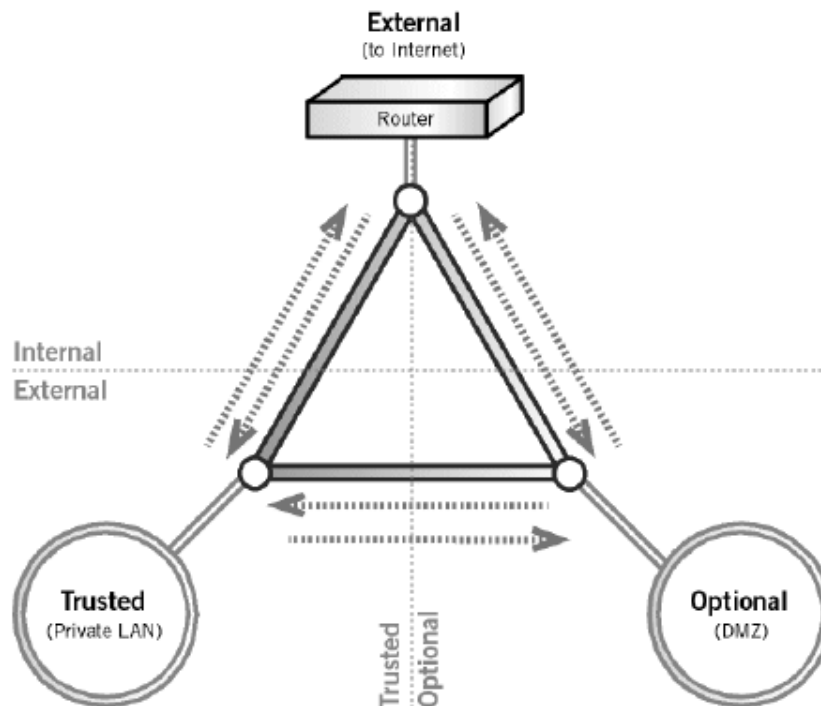 External
(to Internet)
Router
Internal
External
Trusted
(Private LAN)
Optional
(DMZ)
Trusted
Optional